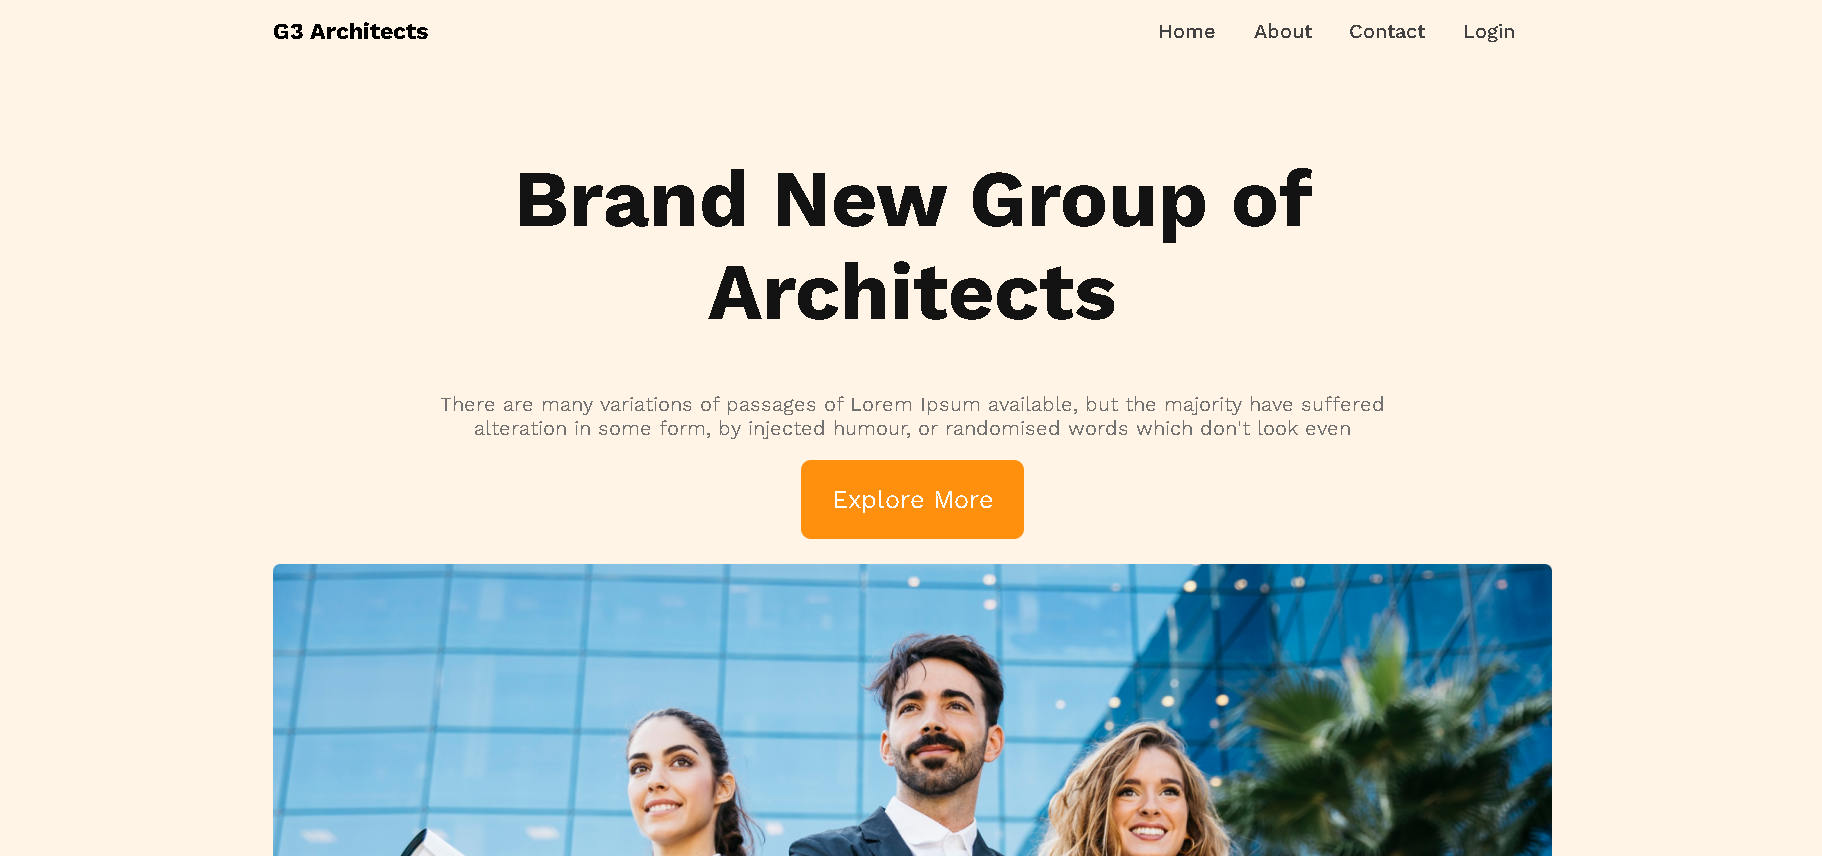 G3 Architects
Home About Contact Login
Brand New Group of
Architects
There are many variations of passages of Lorem Ipsum available, but the majority have suffered
alteration in some form, by injected humour, or randomised words which don't look even
Explore More